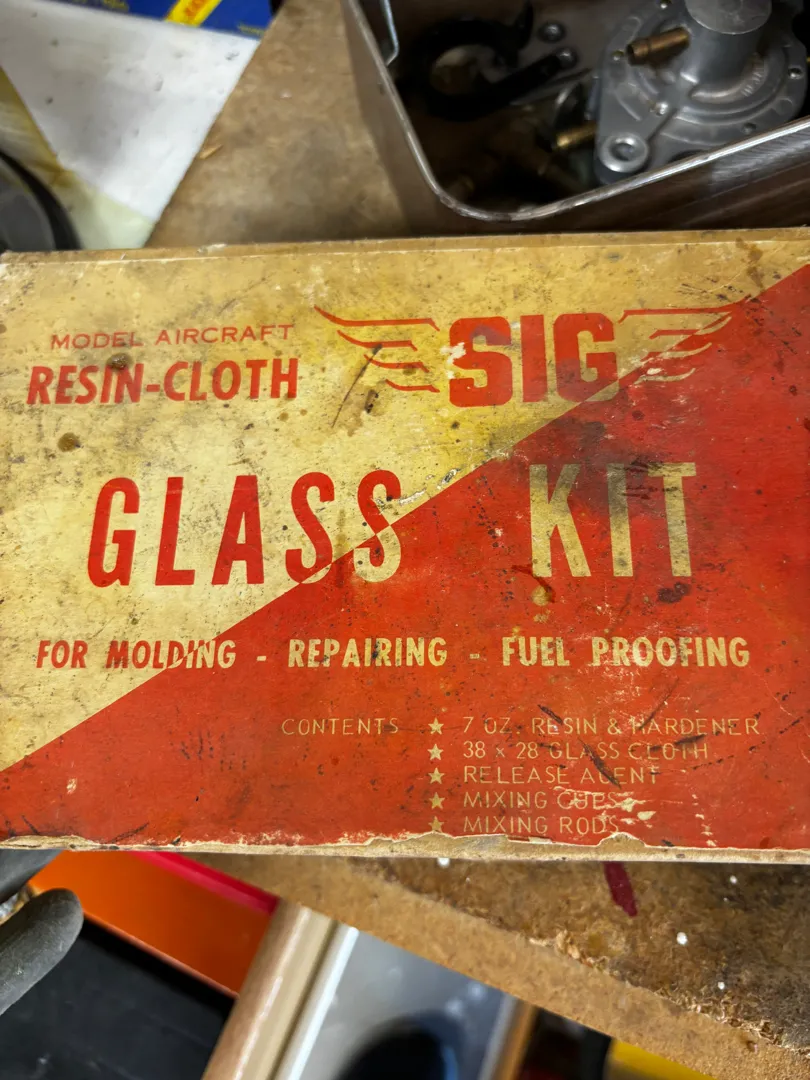 MODEL AIRCRAFT
RESIN-CLOTH
SIG
GLASS KIT
FOR MOLDING - REPAIRING - FUEL PROOFING
CONTENTS ★ 7 OZ. RESIN & HARDENER
★ 38 x 28 GLASS CLOTH
★ RELEASE AGENT
★ MIXING CUPS
★ MIXING RODS